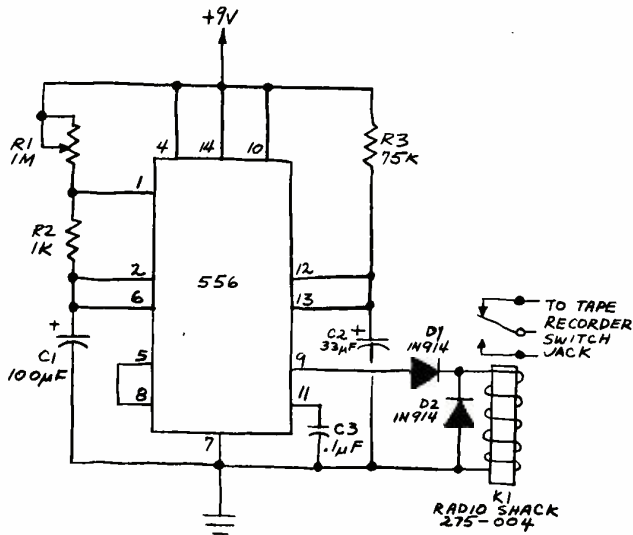 +9V
R1
1M
4
14
10
R3
75K
1
R2
1K
2
556
12
6
13
+
C1
100µF
C2 +
33µF
D1
1N914
TO TAPE
RECORDER
SWITCH
JACK
5
8
9
11
D2
1N914
C3
.1µF
7
K1
RADIO SHACK
275-004